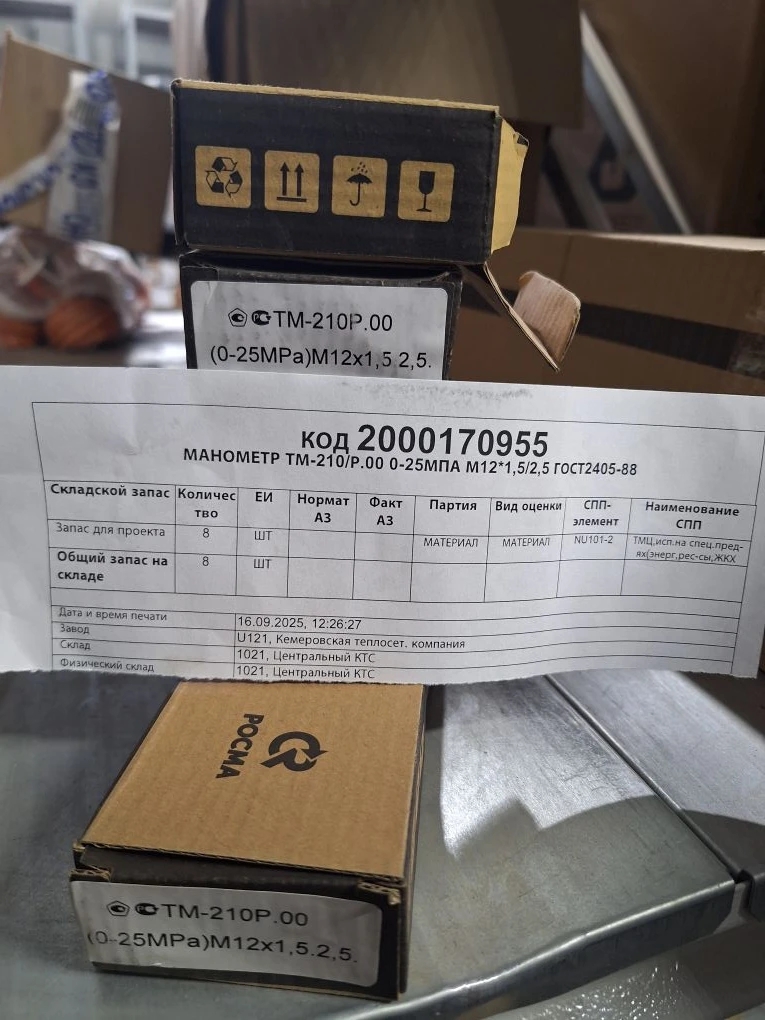 ТМ-210Р.00
(0-25MPa)M12x1,5.2,5.
КОД 2000170955
МАНОМЕТР ТМ-210/Р.00 0-25МПА М12*1,5/2,5 ГОСТ2405-88
Складской запас Количес тво ЕИ Нормат АЗ Факт АЗ Партия Вид оценки СПП-элемент Наименование СПП
Запас для проекта 8 ШТ МАТЕРИАЛ МАТЕРИАЛ NU101-2 ТМЦ,исп.на спец.пред-ях(энерг,рес-сы,ЖКХ
Общий запас на складе 8 ШТ
Дата и время печати 16.09.2025, 12:26:27
Завод U121, Кемеровская теплосет. компания
Склад 1021, Центральный КТС
Физический склад 1021, Центральный КТС
РОСМА
ТМ-210Р.00
(0-25MPa)M12x1,5.2,5.